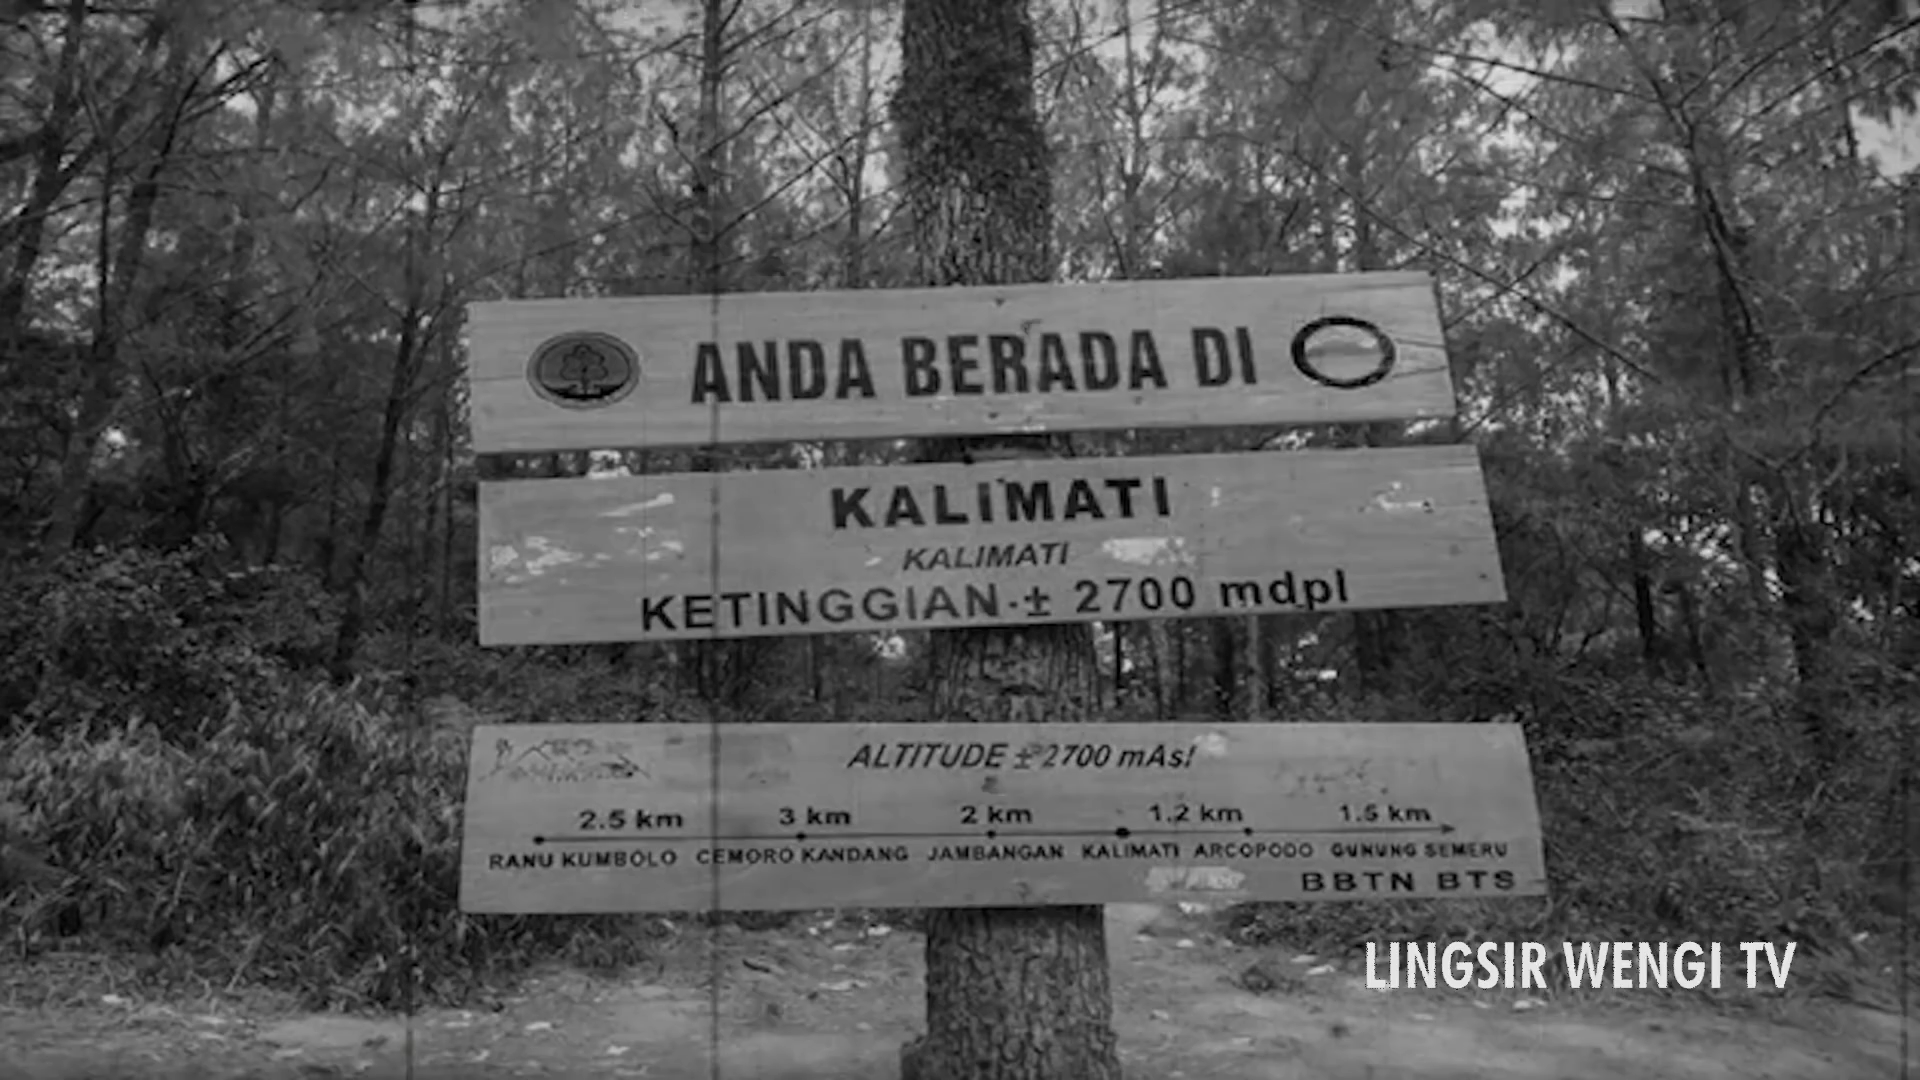 ANDA BERADA DI
KALIMATI
KALIMATI
KETINGGIAN ± 2700 mdpl
ALTITUDE ± 2700 mAs!
2.5 km 3 km 2 km 1.2 km 1.5 km
RANU KUMBOLO CEMORO KANDANG JAMBANGAN KALIMATI ARCOPODO GUNUNG SEMERU
BBTN BTS
LINGSIR WENGI TV